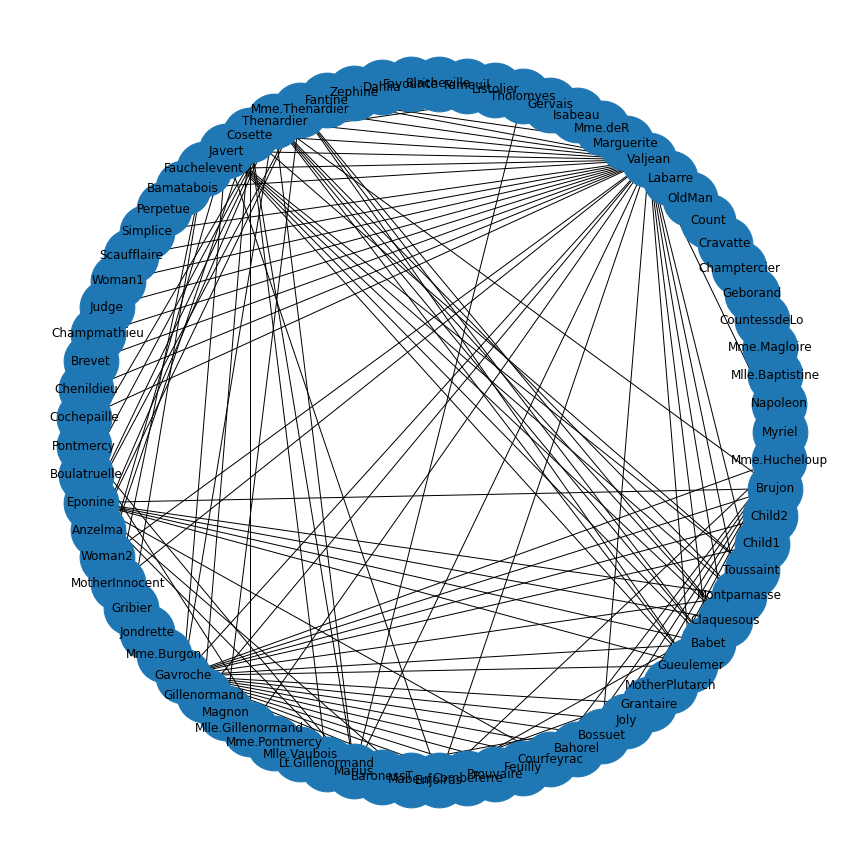 Blacheville
Favourite
Fameuil
Dahlia
Listolier
Zephine
Tholomyes
Fantine
Gervais
Mme.Thenardier
Isabeau
Thenardier
Mme.deR
Cosette
Marguerite
Javert
Valjean
Fauchelevent
Labarre
Bamatabois
OldMan
Perpetue
Count
Simplice
Cravatte
Scaufflaire
Champtercier
Woman1
Geborand
Judge
CountessdeLo
Champmathieu
Mme.Magloire
Brevet
Mlle.Baptistine
Chenildieu
Napoleon
Cochepaille
Myriel
Pontmercy
Mme.Hucheloup
Boulatruelle
Brujon
Eponine
Child2
Anzelma
Child1
Woman2
Toussaint
MotherInnocent
Montparnasse
Gribier
Claquesous
Jondrette
Babet
Mme.Burgon
Gueulemer
Gavroche
MotherPlutarch
Gillenormand
Grantaire
Magnon
Joly
Mlle.Gillenormand
Bossuet
Mme.Pontmercy
Bahorel
Mlle.Vaubois
Courfeyrac
Lt.Gillenormand
Feuilly
Marius
Prouvaire
BaronessT
Combeferre
Mabeuf
Enjolras